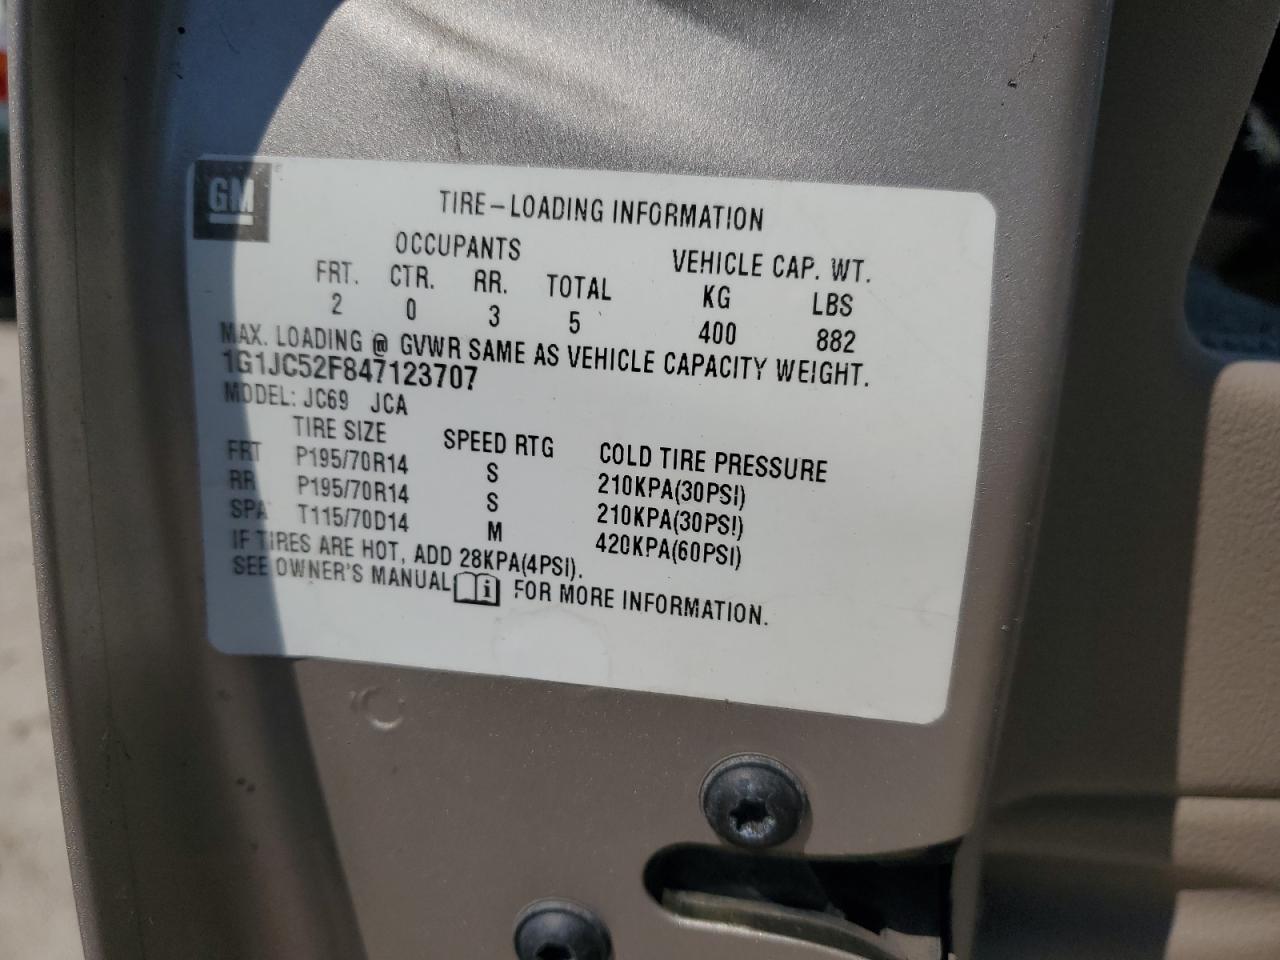 GM
TIRE-LOADING INFORMATION
OCCUPANTS VEHICLE CAP. WT.
FRT. CTR. RR. TOTAL KG LBS
2 0 3 5 400 882
MAX. LOADING @ GVWR SAME AS VEHICLE CAPACITY WEIGHT.
1G1JC52F847123707
MODEL: JC69 JCA
TIRE SIZE SPEED RTG COLD TIRE PRESSURE
FRT P195/70R14 S 210KPA(30PSI)
RR P195/70R14 S 210KPA(30PSI)
SPA T115/70D14 M 420KPA(60PSI)
IF TIRES ARE HOT, ADD 28KPA(4PSI).
SEE OWNER'S MANUAL i FOR MORE INFORMATION.